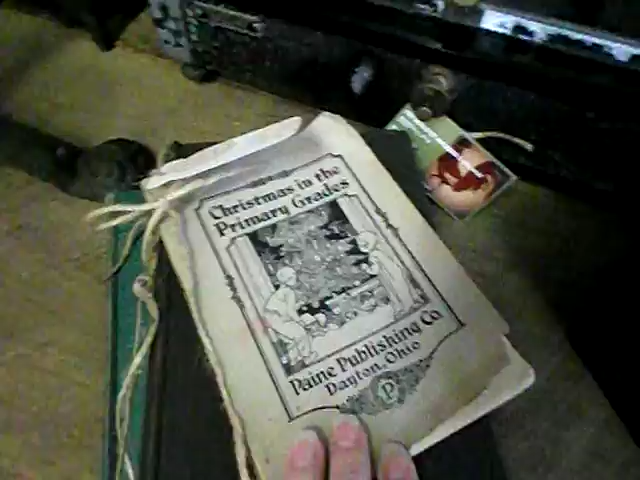 Christmas in the
Primary Grades
Paine Publishing Co
Dayton, Ohio
P